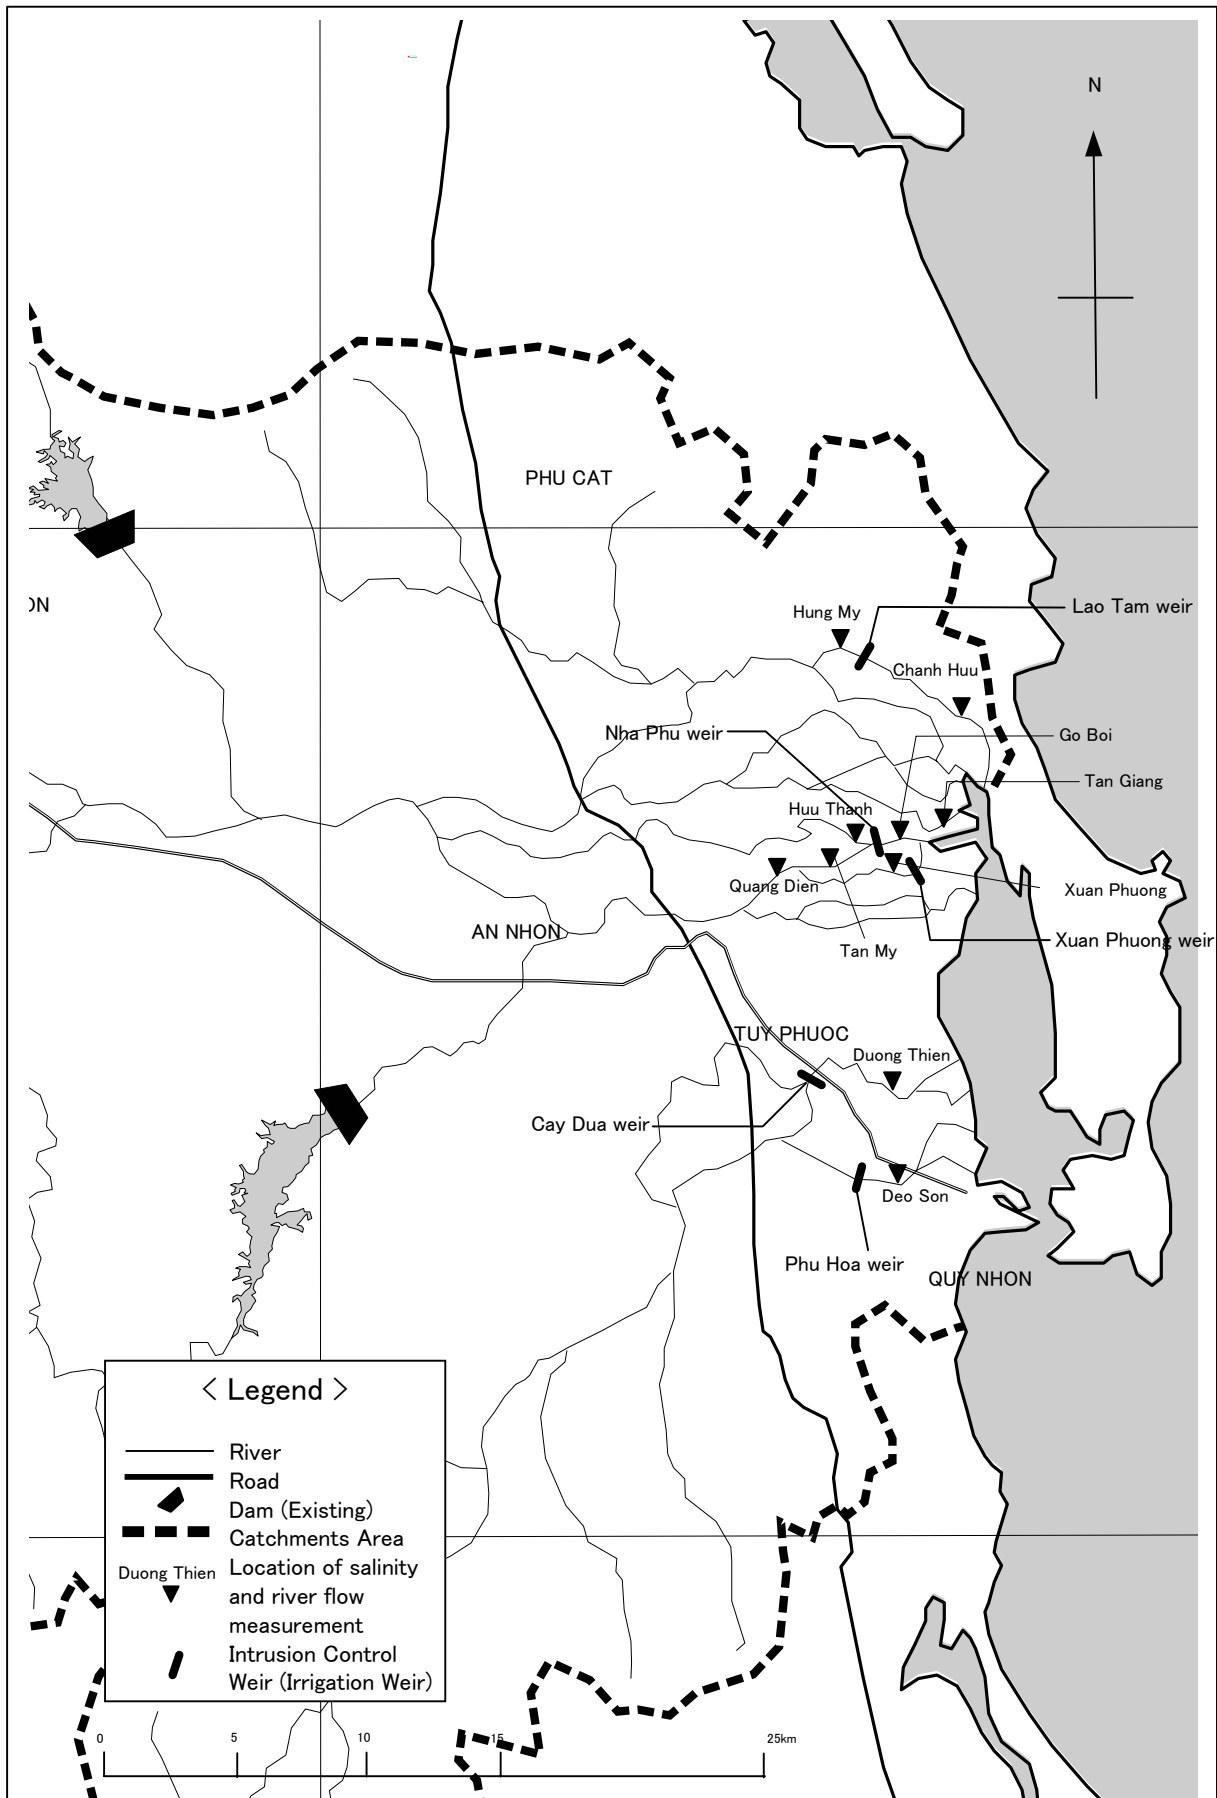 N
PHU CAT
ON
Hung My
Lao Tam weir
Chanh Huu
Nha Phu weir
Go Boi
Tan Giang
Huu Thanh
Quang Dien
Xuan Phuong
AN NHON
Xuan Phuong weir
Tan My
TUY PHUOC
Duong Thien
Cay Dua weir
Deo Son
Phu Hoa weir
QUY NHON
< Legend >
River
Road
Dam (Existing)
Catchments Area
Duong Thien
Location of salinity
and river flow
measurement
Intrusion Control
Weir (Irrigation Weir)
0 5 10 15 25km